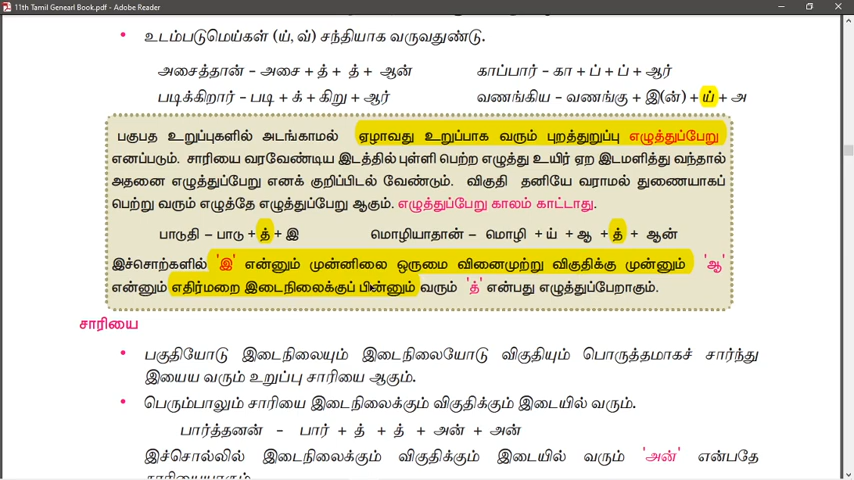 11th Tamil Genearl Book.pdf - Adobe Reader
• உடம்படுமெய்கள் (ய், வ்) சந்தியாக வருவதுண்டு.
அசைத்தான் – அசை + த் + த் + ஆன் காப்பார் – கா + ப் + ப் + ஆர்
படிக்கிறார் – படி + க் + கிறு + ஆர் வணங்கிய – வணங்கு + இ(ன்) + ய் + அ
பகுபத உறுப்புகளில் அடங்காமல் ஏழாவது உறுப்பாக வரும் புறத்துறுப்பு எழுத்துப்பேறு
எனப்படும். சாரியை வரவேண்டிய இடத்தில் புள்ளி பெற்ற எழுத்து உயிர் ஏற இடமளித்து வந்தால்
அதனை எழுத்துப்பேறு எனக் குறிப்பிடல் வேண்டும். விகுதி தனியே வராமல் துணையாகப்
பெற்று வரும் எழுத்தே எழுத்துப்பேறு ஆகும். எழுத்துப்பேறு காலம் காட்டாது.
பாடுதி – பாடு + த் + இ மொழியாதான் – மொழி + ய் + ஆ + த் + ஆன்
இச்சொற்களில் 'இ' என்னும் முன்னிலை ஒருமை வினைமுற்று விகுதிக்கு முன்னும் 'ஆ'
என்னும் எதிர்மறை இடைநிலைக்குப் பின்னும் வரும் 'த்' என்பது எழுத்துப்பேறாகும்.
சாரியை
• பகுதியோடு இடைநிலையும் இடைநிலையோடு விகுதியும் பொருத்தமாகச் சார்ந்து
இயைய வரும் உறுப்பு சாரியை ஆகும்.
• பெரும்பாலும் சாரியை இடைநிலைக்கும் விகுதிக்கும் இடையில் வரும்.
பார்த்தனன் – பார் + த் + த் + அன் + அன்
இச்சொல்லில் இடைநிலைக்கும் விகுதிக்கும் இடையில் வரும் 'அன்' என்பதே
சாரியையாகும்.